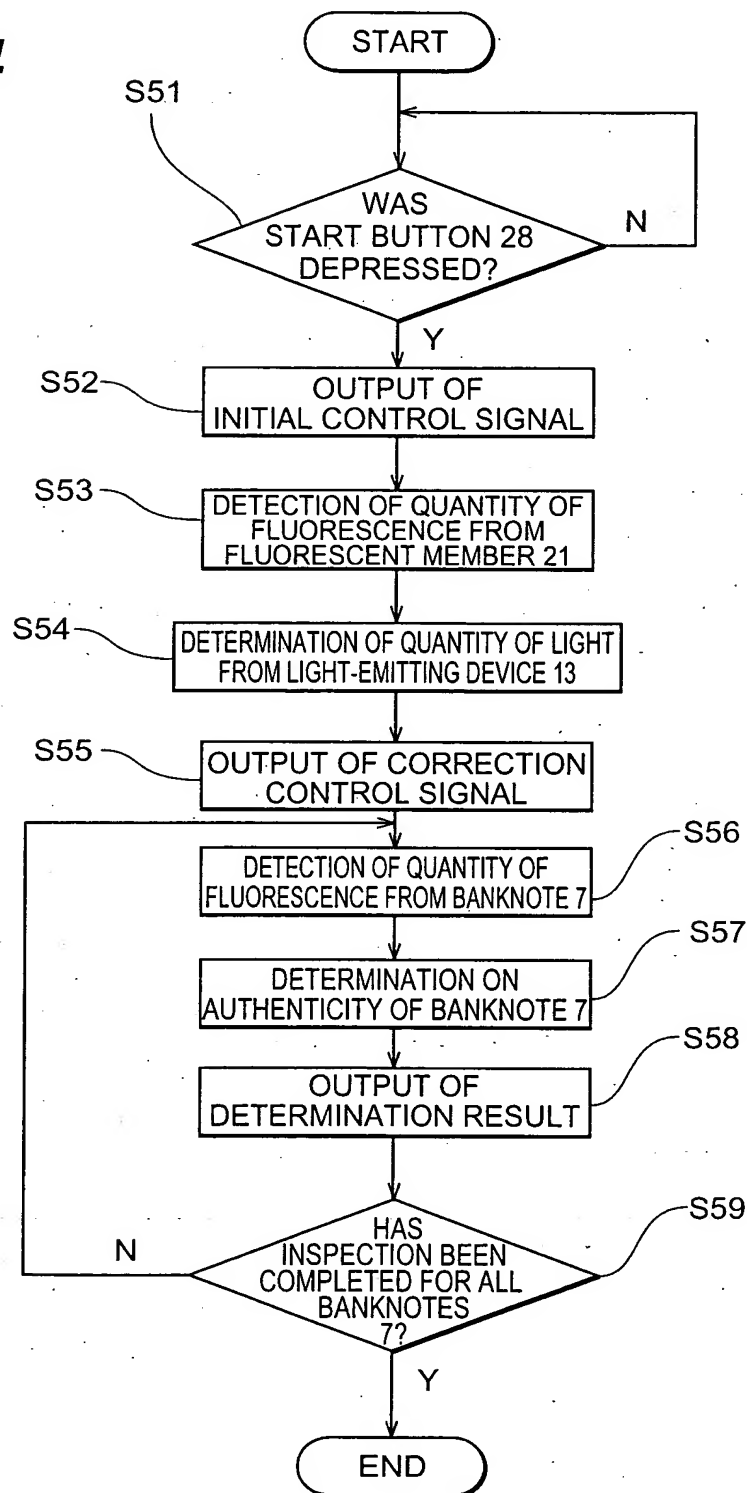 START
S51
WAS
START BUTTON 28
DEPRESSED?
N
Y
S52
OUTPUT OF
INITIAL CONTROL SIGNAL
S53
DETECTION OF QUANTITY OF
FLUORESCENCE FROM
FLUORESCENT MEMBER 21
S54
DETERMINATION OF QUANTITY OF LIGHT
FROM LIGHT-EMITTING DEVICE 13
S55
OUTPUT OF CORRECTION
CONTROL SIGNAL
S56
DETECTION OF QUANTITY OF
FLUORESCENCE FROM BANKNOTE 7
S57
DETERMINATION ON
AUTHENTICITY OF BANKNOTE 7
S58
OUTPUT OF
DETERMINATION RESULT
S59
HAS
INSPECTION BEEN
COMPLETED FOR ALL
BANKNOTES
7?
N
Y
END